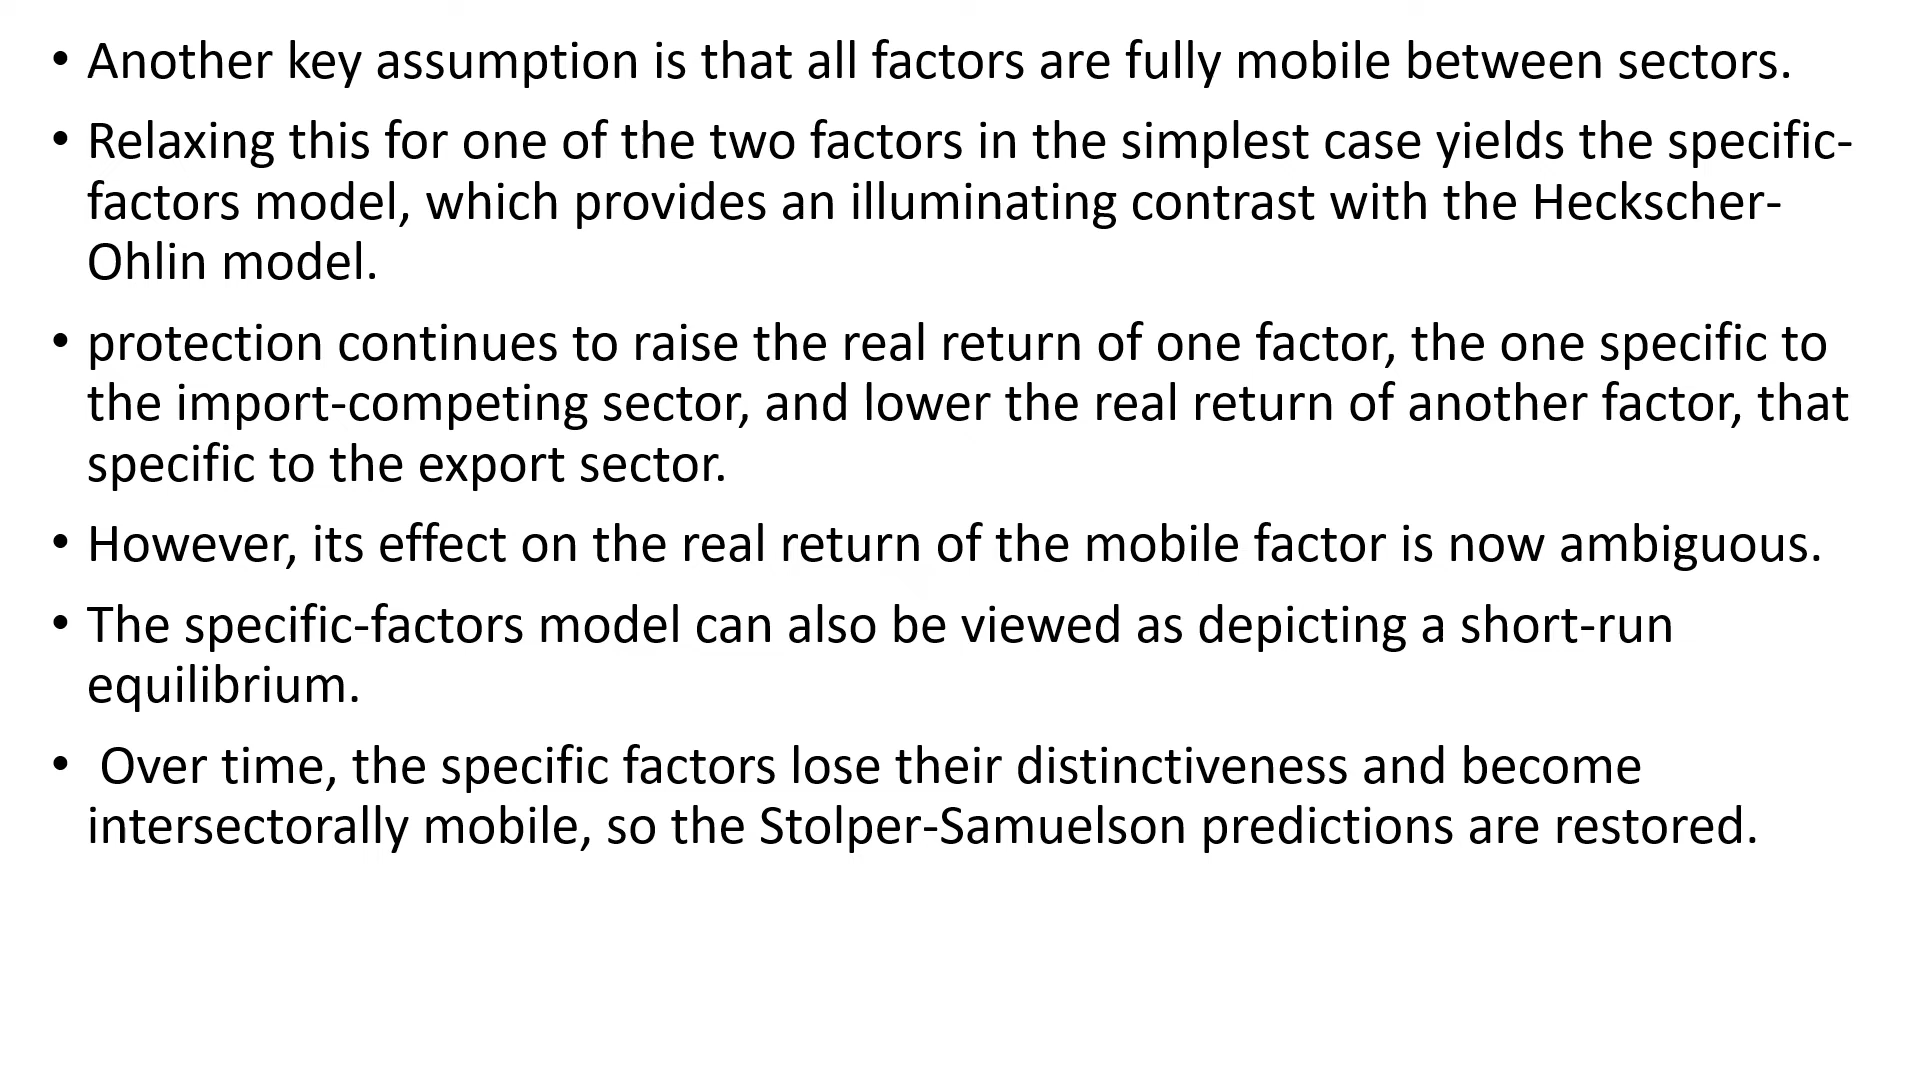 • Another key assumption is that all factors are fully mobile between sectors.
• Relaxing this for one of the two factors in the simplest case yields the specific-
factors model, which provides an illuminating contrast with the Heckscher-
Ohlin model.
• protection continues to raise the real return of one factor, the one specific to
the import-competing sector, and lower the real return of another factor, that
specific to the export sector.
• However, its effect on the real return of the mobile factor is now ambiguous.
• The specific-factors model can also be viewed as depicting a short-run
equilibrium.
• Over time, the specific factors lose their distinctiveness and become
intersectorally mobile, so the Stolper-Samuelson predictions are restored.